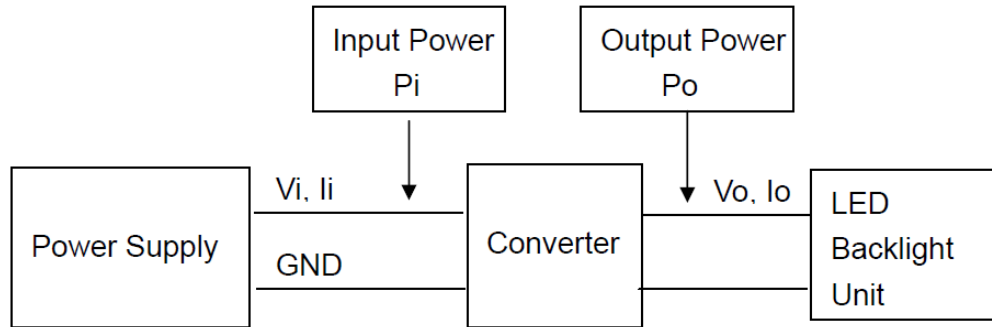 Input Power
Pi
Output Power
Po
Power Supply
Vi, Ii
GND
Converter
Vo, Io
LED
Backlight
Unit